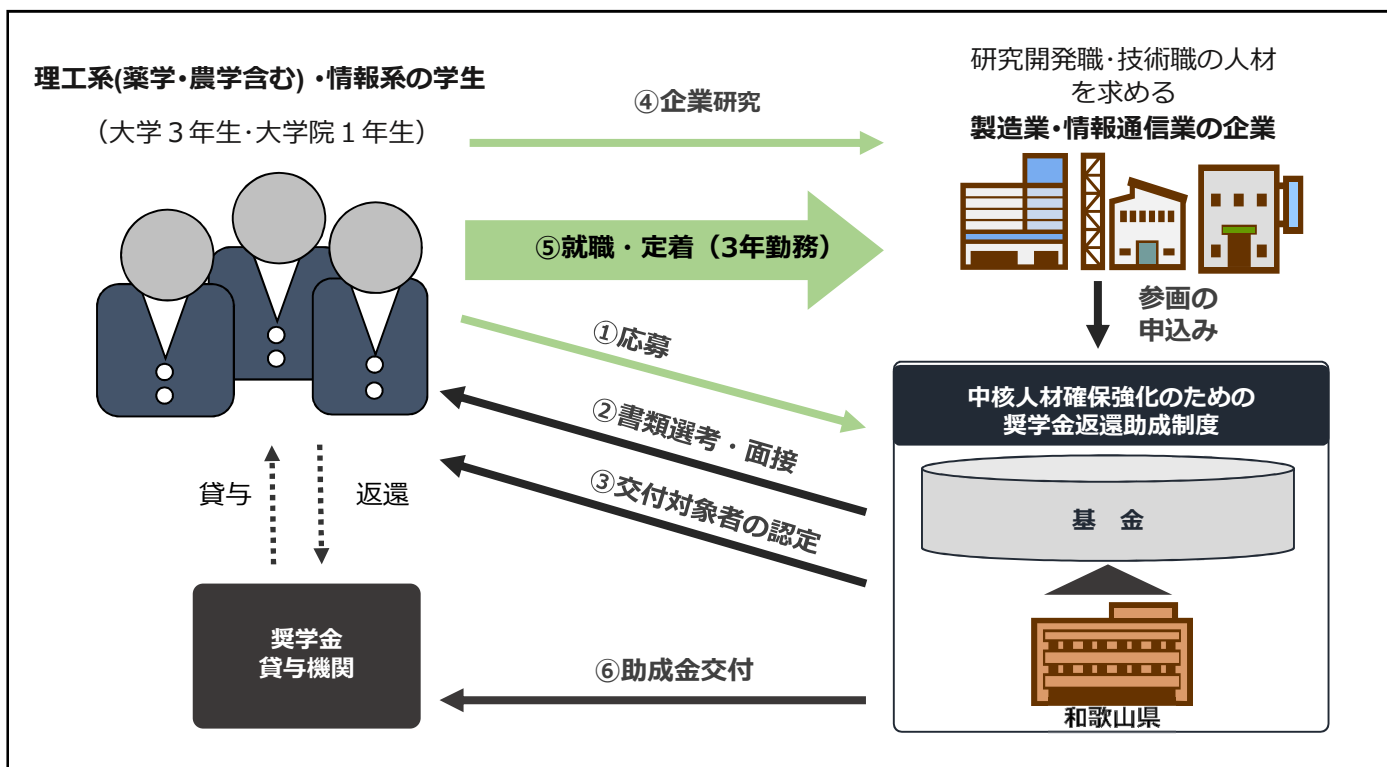 理工系(薬学・農学含む)・情報系の学生
（大学３年生・大学院１年生）
④企業研究
研究開発職・技術職の人材
を求める
製造業・情報通信業の企業
⑤就職・定着（3年勤務）
参画の
申込み
①応募
②書類選考・面接
③交付対象者の認定
中核人材確保強化のための
奨学金返還助成制度
基　金
和歌山県
貸与
返還
奨学金
貸与機関
⑥助成金交付